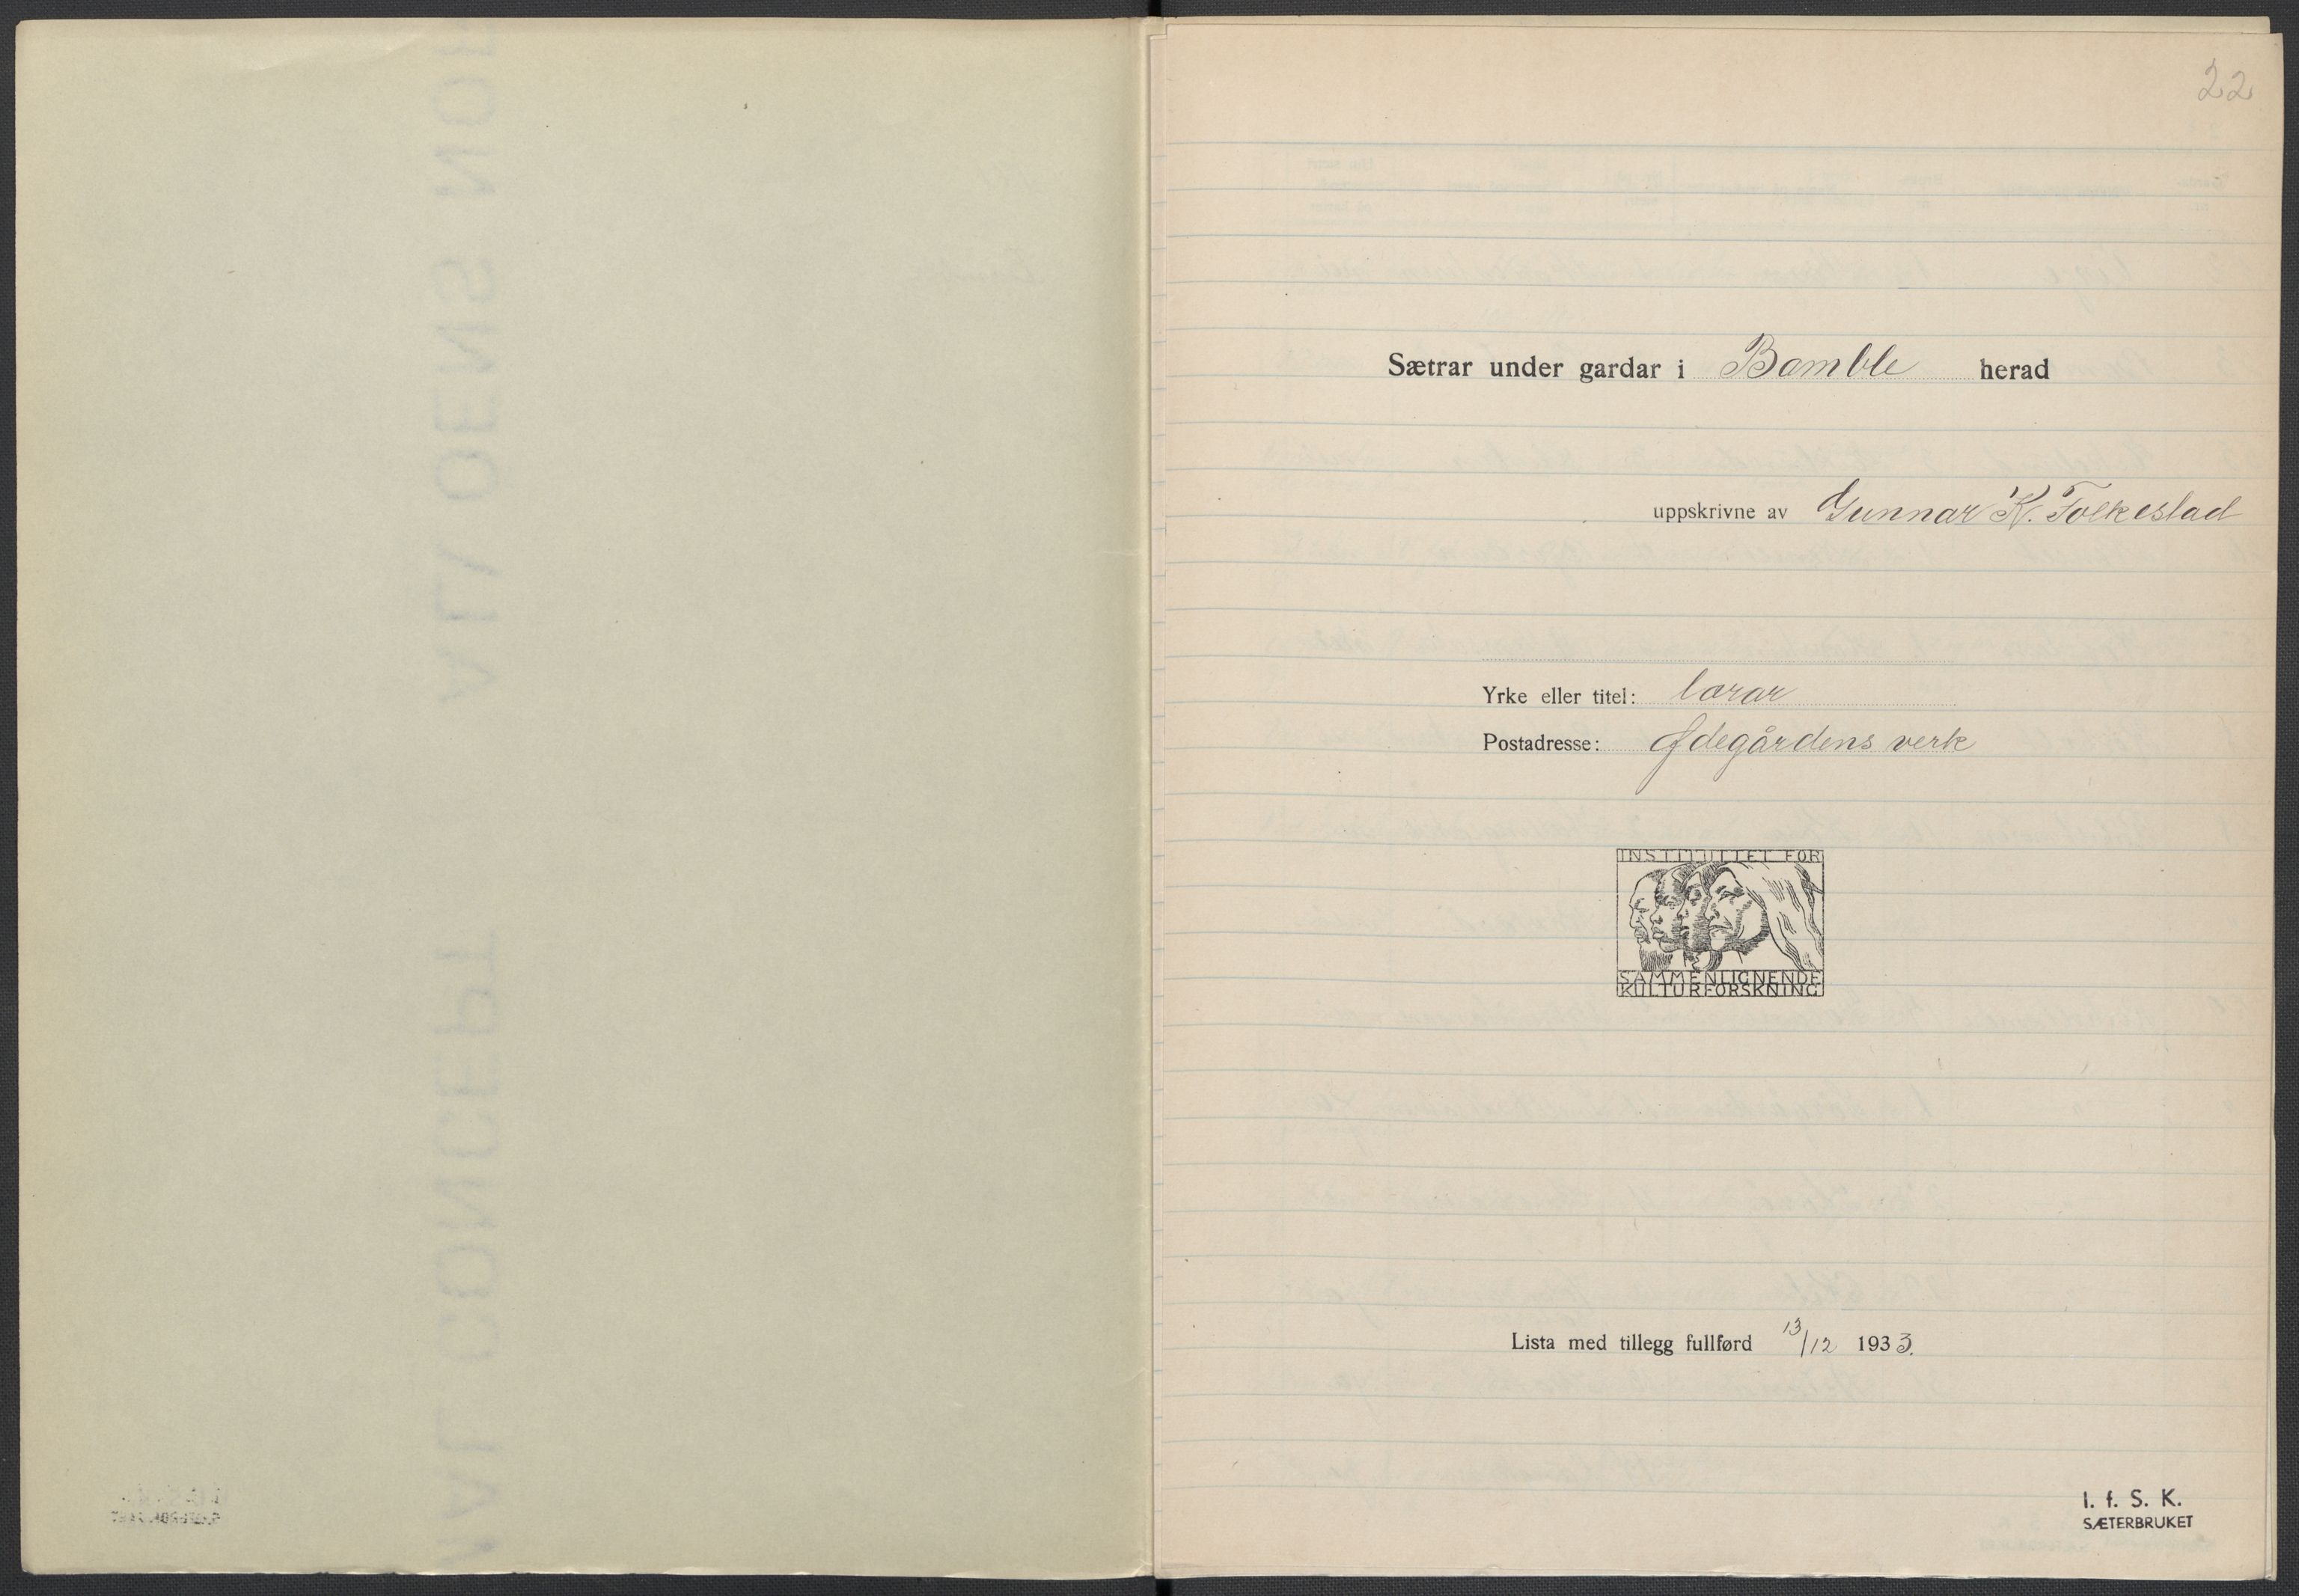 22
Sætrar under gardar i Bamble herad
uppskrivne av Gunnar K. Folkestad
Yrke eller titel: lærar
Postadresse: Ødegårdens verk
INSTITUTTET FOR
SAMMENLIGNENDE
KULTURFORSKNING
Lista med tillegg fullførd 13/12 1933.
I. f. S. K.
SÆTERBRUKET